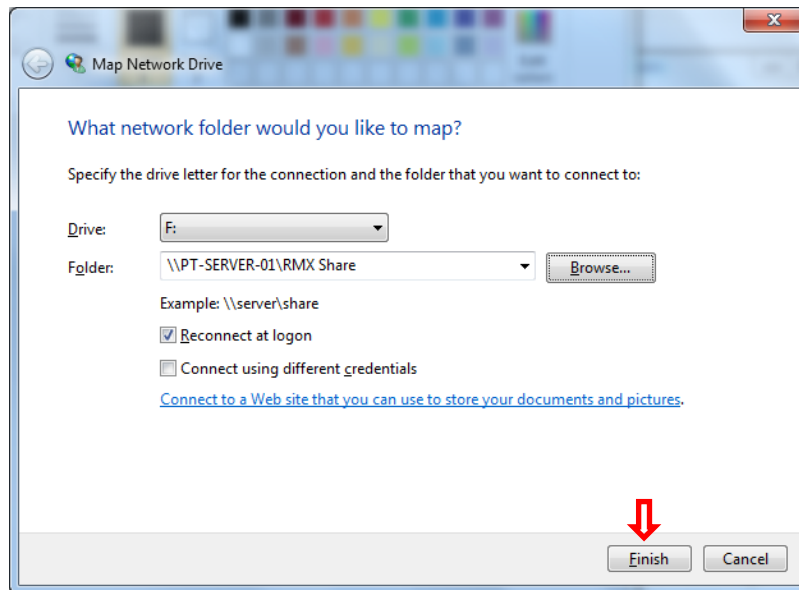 Map Network Drive
What network folder would you like to map?
Specify the drive letter for the connection and the folder that you want to connect to:
Drive: F:
Folder: \\PT-SERVER-01\RMX Share Browse...
Example: \\server\share
Reconnect at logon
Connect using different credentials
Connect to a Web site that you can use to store your documents and pictures.
Finish Cancel